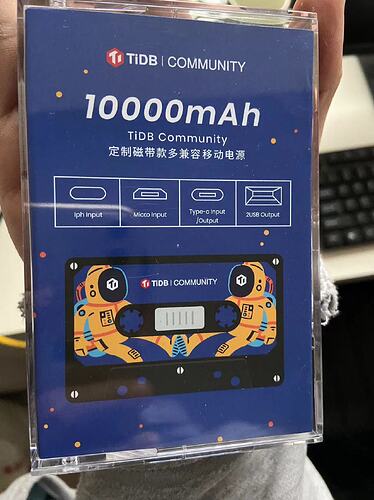 TiDB | COMMUNITY
10000mAh
TiDB Community
定制磁带款多兼容移动电源
Iph Input
Micro Input
Type-c Input
/Output
2USB Output
TiDB | COMMUNITY